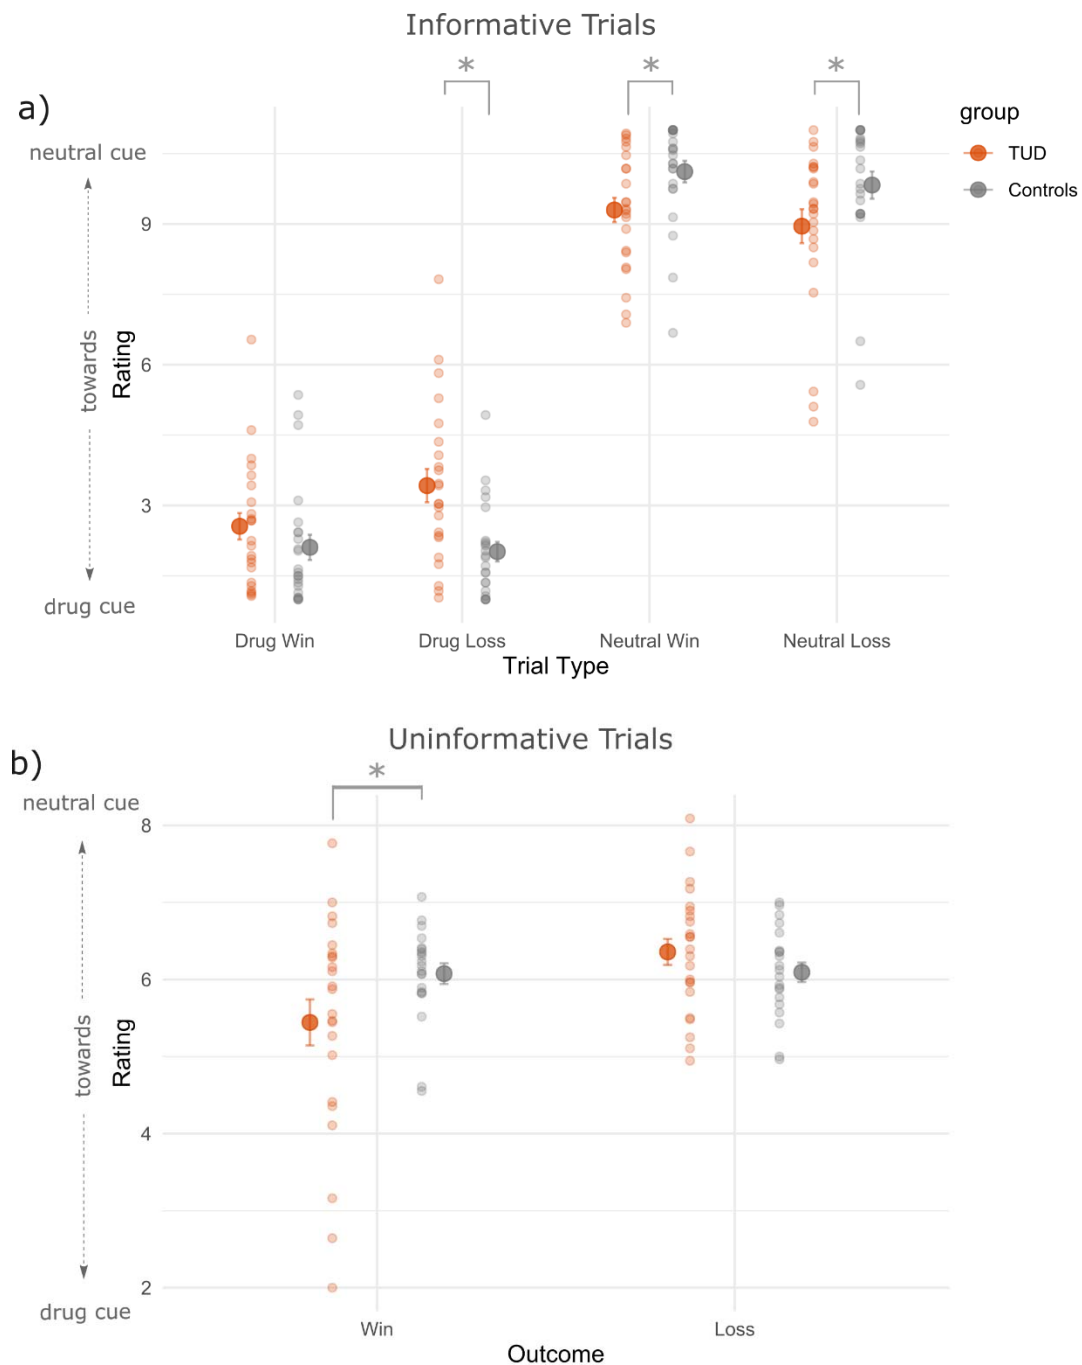 Informative Trials
a)
* * *
group
TUD
Controls
neutral cue
towards
drug cue
Rating
9
6
3
Drug Win Drug Loss Neutral Win Neutral Loss
Trial Type
Uninformative Trials
b)
*
neutral cue
towards
drug cue
Rating
8
6
4
2
Win Loss
Outcome